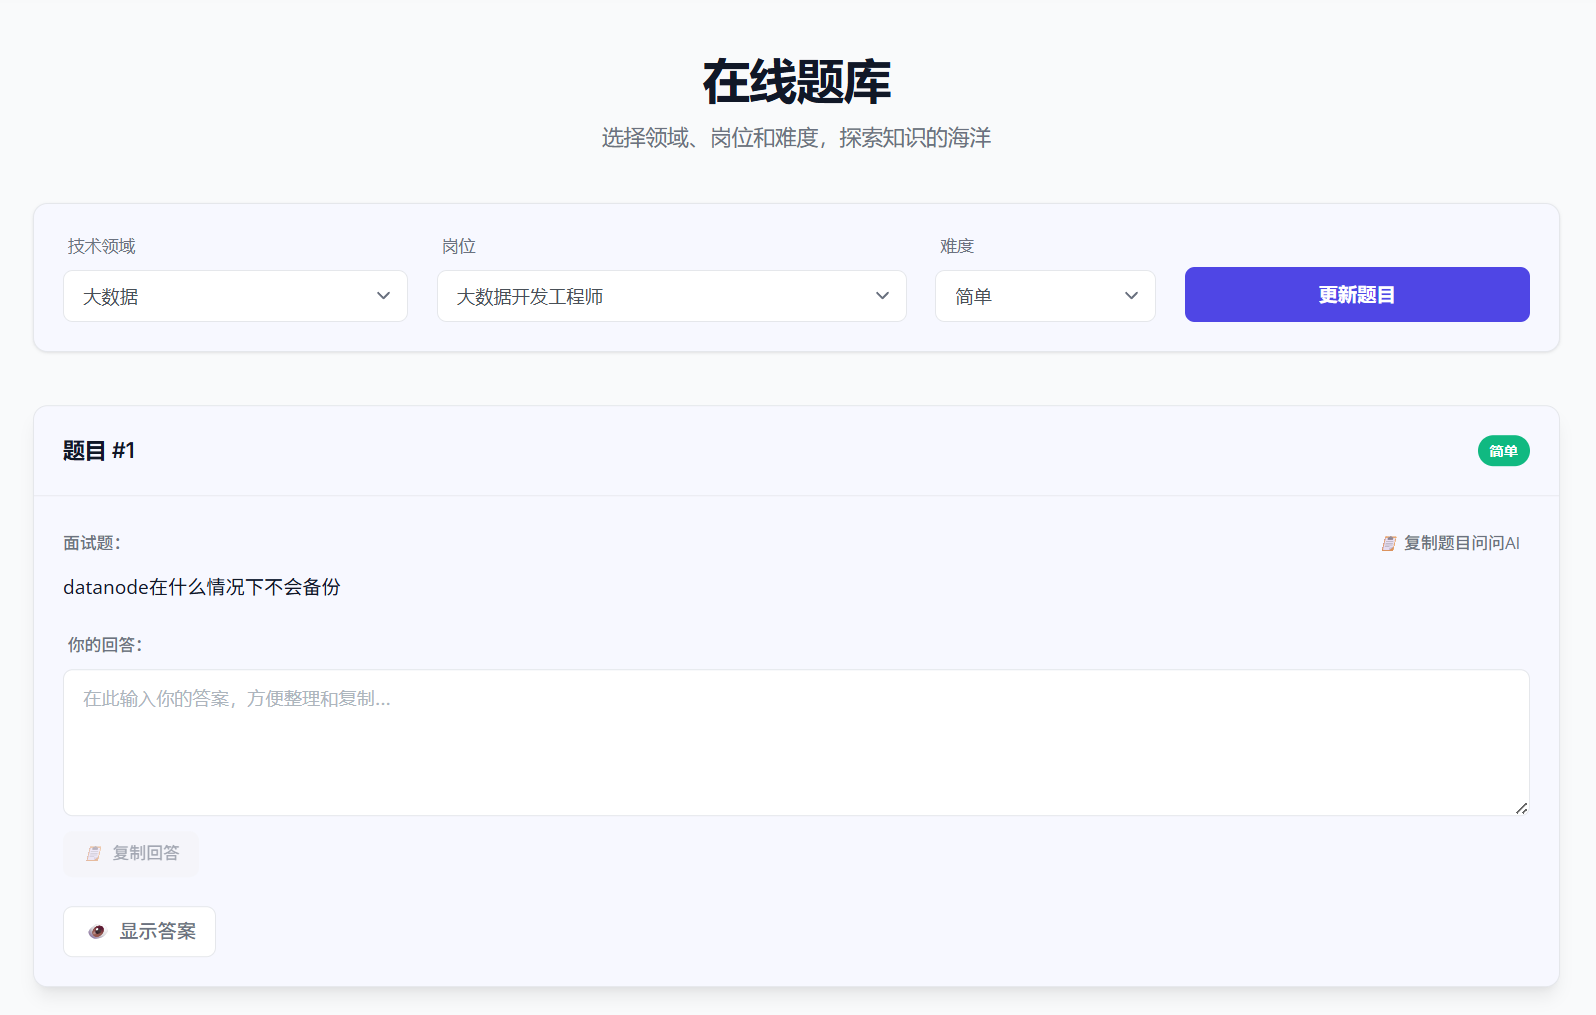 在线题库
选择领域、岗位和难度，探索知识的海洋
技术领域
岗位
难度
大数据
大数据开发工程师
简单
更新题目
题目 #1
简单
面试题：
复制题目问问AI
datanode在什么情况下不会备份
你的回答：
在此输入你的答案，方便整理和复制...
复制回答
显示答案